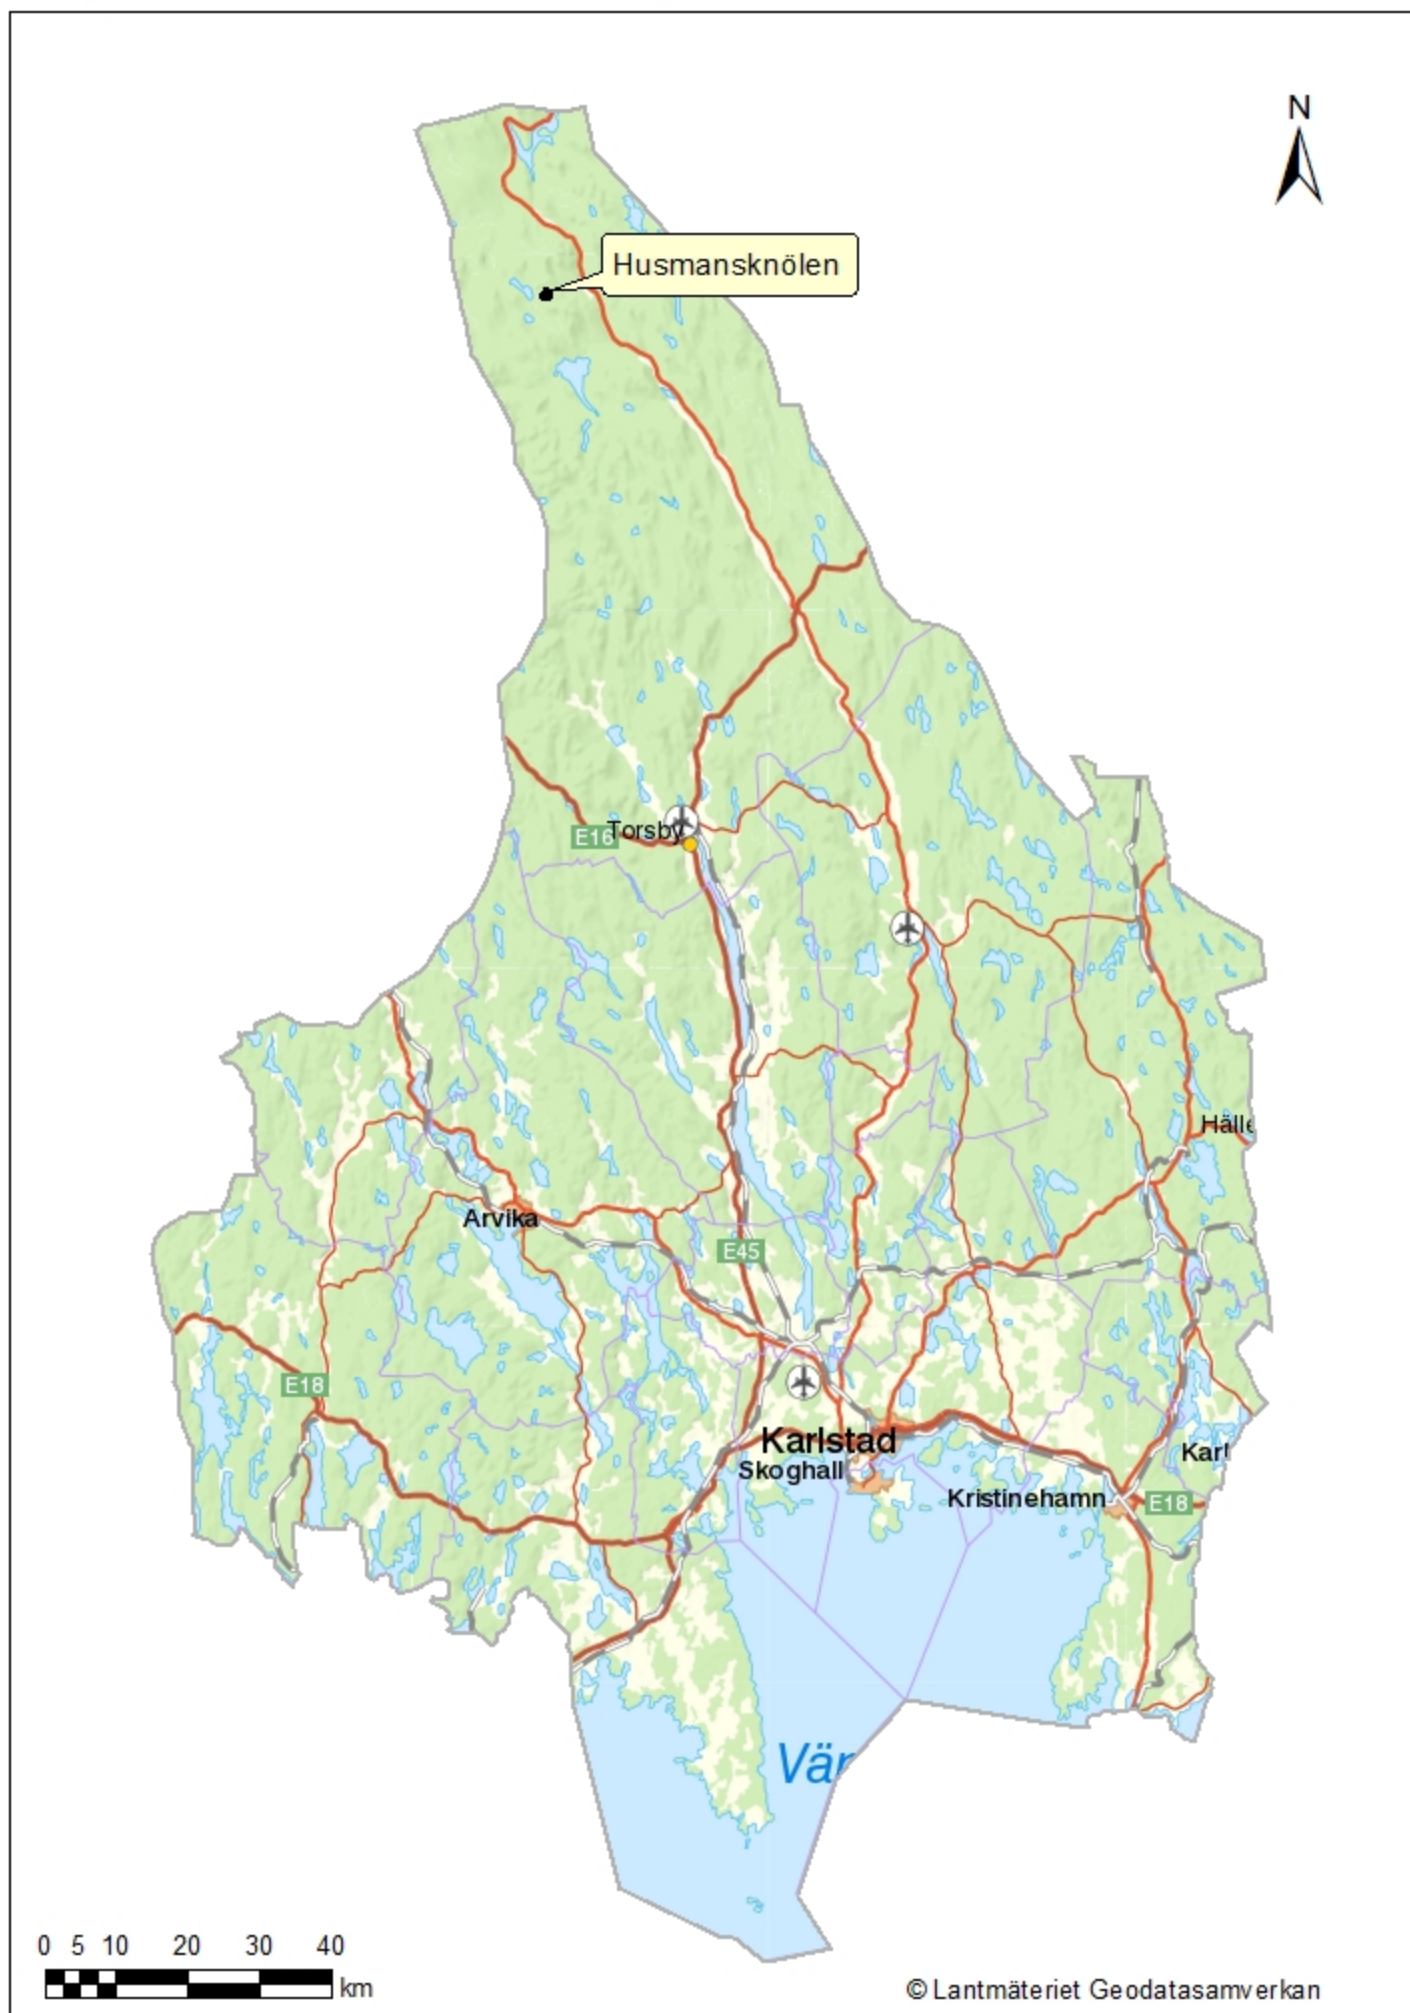 N
Husmansknölen
E16
Torsby
Hälle
Arvika
E45
E18
Karlstad
Skoghall
Karl
Kristinehamn
E18
Vär
0 5 10 20 30 40
km
© Lantmäteriet Geodatasamverkan